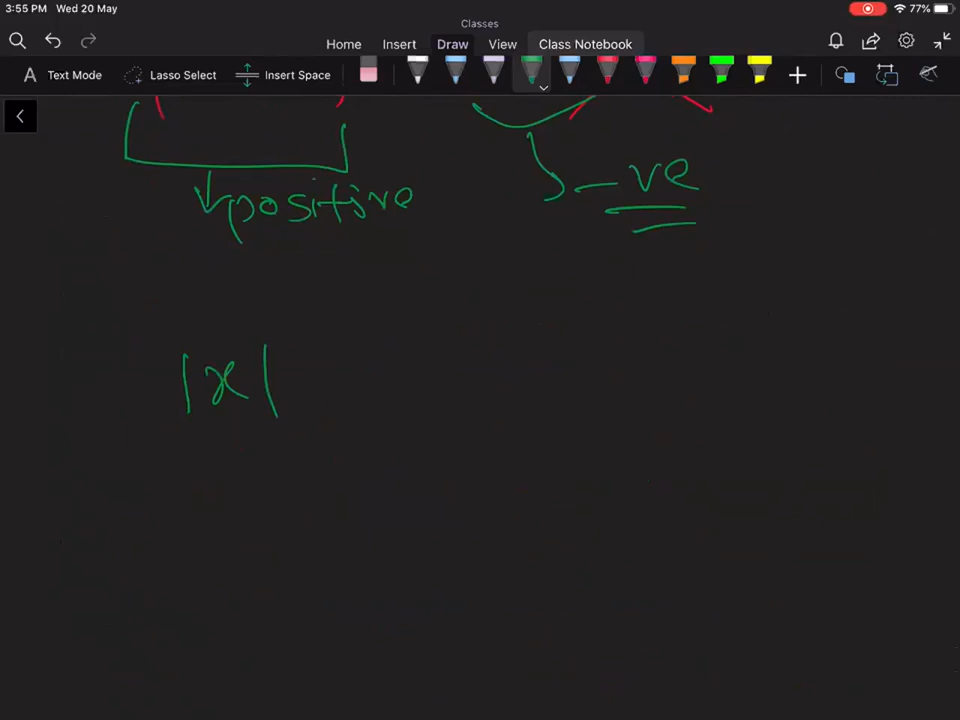 3:55 PM Wed 20 May 77%
Classes
Home Insert Draw View Class Notebook
A Text Mode Lasso Select Insert Space
positive -ve
|x|